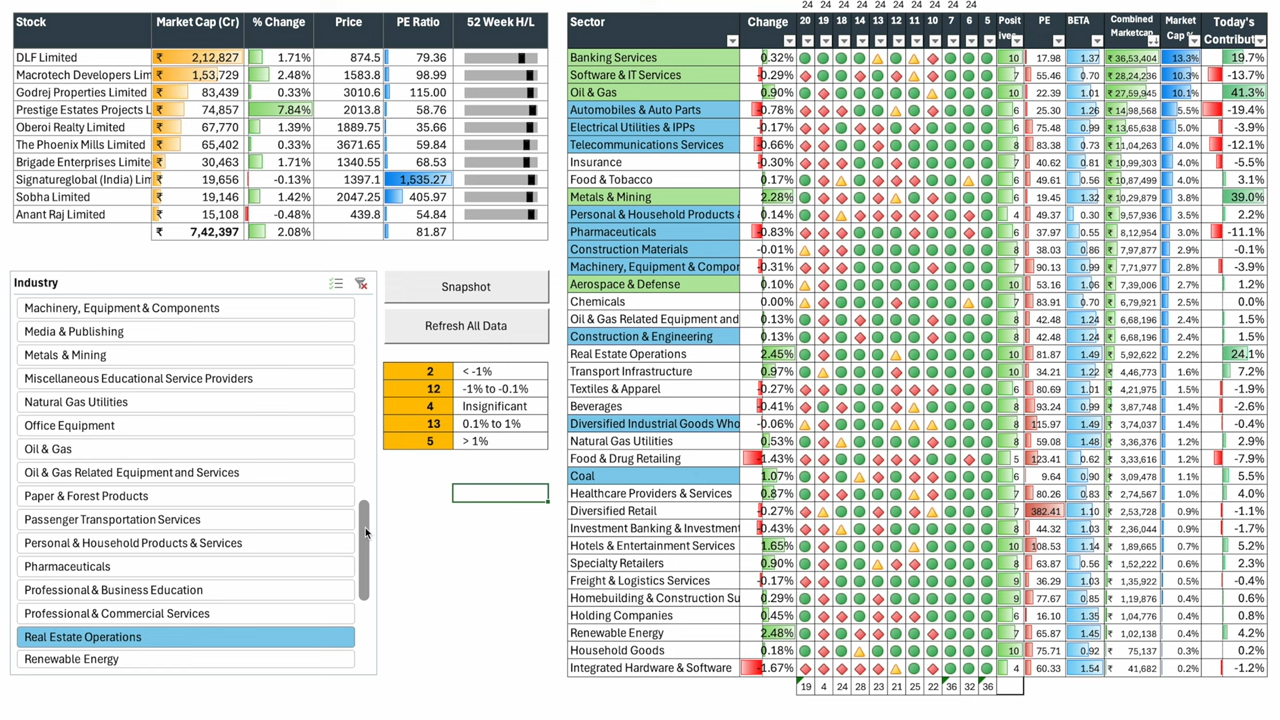 Stock Market Cap (Cr) % Change Price PE Ratio 52 Week H/L
DLF Limited ₹ 2,12,827 1.71% 874.5 79.36
Macrotech Developers Lim ₹ 1,53,729 2.48% 1583.8 98.99
Godrej Properties Limited ₹ 83,439 0.33% 3010.6 115.00
Prestige Estates Projects L ₹ 74,857 7.84% 2013.8 58.76
Oberoi Realty Limited ₹ 67,770 1.39% 1889.75 35.66
The Phoenix Mills Limited ₹ 65,402 0.33% 3671.65 59.84
Brigade Enterprises Limite ₹ 30,463 1.71% 1340.55 68.53
Signatureglobal (India) Lim ₹ 19,656 -0.13% 1397.1 1,535.27
Sobha Limited ₹ 19,146 1.42% 2047.25 405.97
Anant Raj Limited ₹ 15,108 -0.48% 439.8 54.84
₹ 7,42,397 2.08% 81.87
Industry
Machinery, Equipment & Components
Media & Publishing
Metals & Mining
Miscellaneous Educational Service Providers
Natural Gas Utilities
Office Equipment
Oil & Gas
Oil & Gas Related Equipment and Services
Paper & Forest Products
Passenger Transportation Services
Personal & Household Products & Services
Pharmaceuticals
Professional & Business Education
Professional & Commercial Services
Real Estate Operations
Renewable Energy
Snapshot
Refresh All Data
2 < -1%
12 -1% to -0.1%
4 Insignificant
13 0.1% to 1%
5 > 1%
24 24 24 24 24 24 24 24 24 24
Sector Change 20 19 18 14 13 12 11 10 7 6 5 Posit ives PE BETA Combined Marketcap Market Cap % Today's Contribut
Banking Services 0.32% 10 17.98 1.37 ₹ 36,53,404 13.3% 19.7%
Software & IT Services -0.29% 7 55.46 0.70 ₹ 28,24,236 10.3% -13.7%
Oil & Gas 0.90% 10 22.39 1.01 ₹ 27,59,945 10.1% 41.3%
Automobiles & Auto Parts -0.78% 6 25.30 1.26 ₹ 14,98,568 5.5% -19.4%
Electrical Utilities & IPPs -0.17% 6 75.48 0.99 ₹ 13,65,638 5.0% -3.9%
Telecommunications Services -0.66% 8 83.38 0.73 ₹ 11,04,263 4.0% -12.1%
Insurance -0.30% 7 40.62 0.81 ₹ 10,99,303 4.0% -5.5%
Food & Tobacco 0.17% 6 61.56 0.56 ₹ 10,87,499 4.0% 3.1%
Metals & Mining 2.28% 6 19.45 1.32 ₹ 10,29,879 3.8% 39.0%
Personal & Household Products & 0.14% 4 49.37 0.30 ₹ 9,57,936 3.5% 2.2%
Pharmaceuticals -0.83% 6 37.97 0.55 ₹ 8,12,954 3.0% -11.1%
Construction Materials -0.01% 8 38.03 0.86 ₹ 7,97,877 2.9% -0.1%
Machinery, Equipment & Compor -0.31% 7 90.13 0.99 ₹ 7,71,977 2.8% -3.9%
Aerospace & Defense 0.10% 10 53.16 1.06 ₹ 7,39,006 2.7% 1.2%
Chemicals 0.00% 7 83.91 0.70 ₹ 6,79,921 2.5% 0.0%
Oil & Gas Related Equipment and 0.13% 8 42.48 1.24 ₹ 6,68,196 2.4% 1.5%
Construction & Engineering 0.13% 8 42.48 1.24 ₹ 6,68,196 2.4% 1.5%
Real Estate Operations 2.45% 10 81.87 1.49 ₹ 5,92,622 2.2% 24.1%
Transport Infrastructure 0.97% 10 34.21 1.22 ₹ 4,46,773 1.6% 7.2%
Textiles & Apparel -0.27% 6 80.69 1.01 ₹ 4,21,975 1.5% -1.9%
Beverages -0.41% 8 93.24 0.99 ₹ 3,87,748 1.4% -2.6%
Diversified Industrial Goods Who -0.06% 8 115.97 1.49 ₹ 3,74,037 1.4% -0.4%
Natural Gas Utilities 0.53% 8 59.08 1.48 ₹ 3,36,376 1.2% 2.9%
Food & Drug Retailing -1.43% 5 123.41 0.62 ₹ 3,33,616 1.2% -7.9%
Coal 1.07% 6 9.64 0.90 ₹ 3,09,478 1.1% 5.5%
Healthcare Providers & Services 0.87% 7 80.26 0.83 ₹ 2,74,567 1.0% 4.0%
Diversified Retail -0.27% 7 382.41 1.10 ₹ 2,53,728 0.9% -1.1%
Investment Banking & Investment -0.43% 8 44.32 1.03 ₹ 2,36,044 0.9% -1.7%
Hotels & Entertainment Services 1.65% 10 108.53 1.14 ₹ 1,89,665 0.7% 5.2%
Specialty Retailers 0.90% 8 63.87 0.56 ₹ 1,52,222 0.6% 2.3%
Freight & Logistics Services -0.17% 9 36.29 1.03 ₹ 1,35,922 0.5% -0.4%
Homebuilding & Construction Su 0.29% 9 77.67 0.85 ₹ 1,19,876 0.4% 0.6%
Holding Companies 0.45% 6 16.10 1.35 ₹ 1,04,776 0.4% 0.8%
Renewable Energy 2.48% 7 65.87 1.45 ₹ 1,02,138 0.4% 4.2%
Household Goods 0.18% 10 75.71 0.92 ₹ 75,137 0.3% 0.2%
Integrated Hardware & Software -1.67% 4 60.33 1.54 ₹ 41,682 0.2% -1.2%
19 4 24 28 23 21 25 22 36 32 36